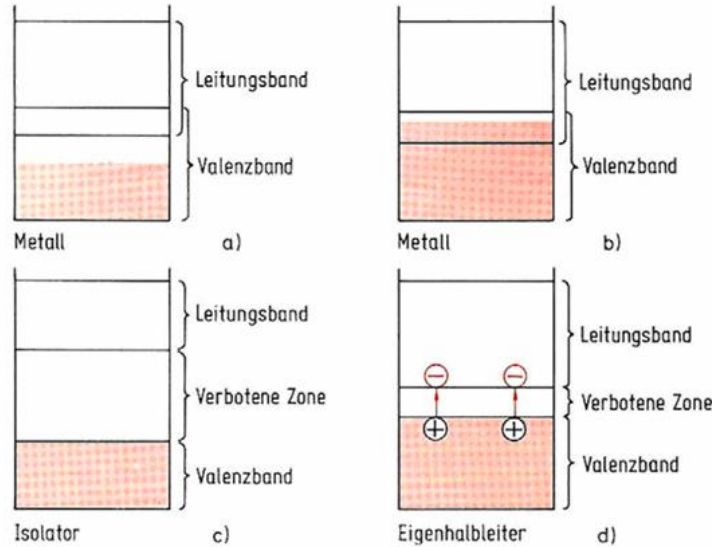 Leitungsband
Valenzband
Metall a)
Leitungsband
Valenzband
Metall b)
Leitungsband
Verbotene Zone
Valenzband
Isolator c)
Leitungsband
Verbotene Zone
Valenzband
Eigenhalbleiter d)